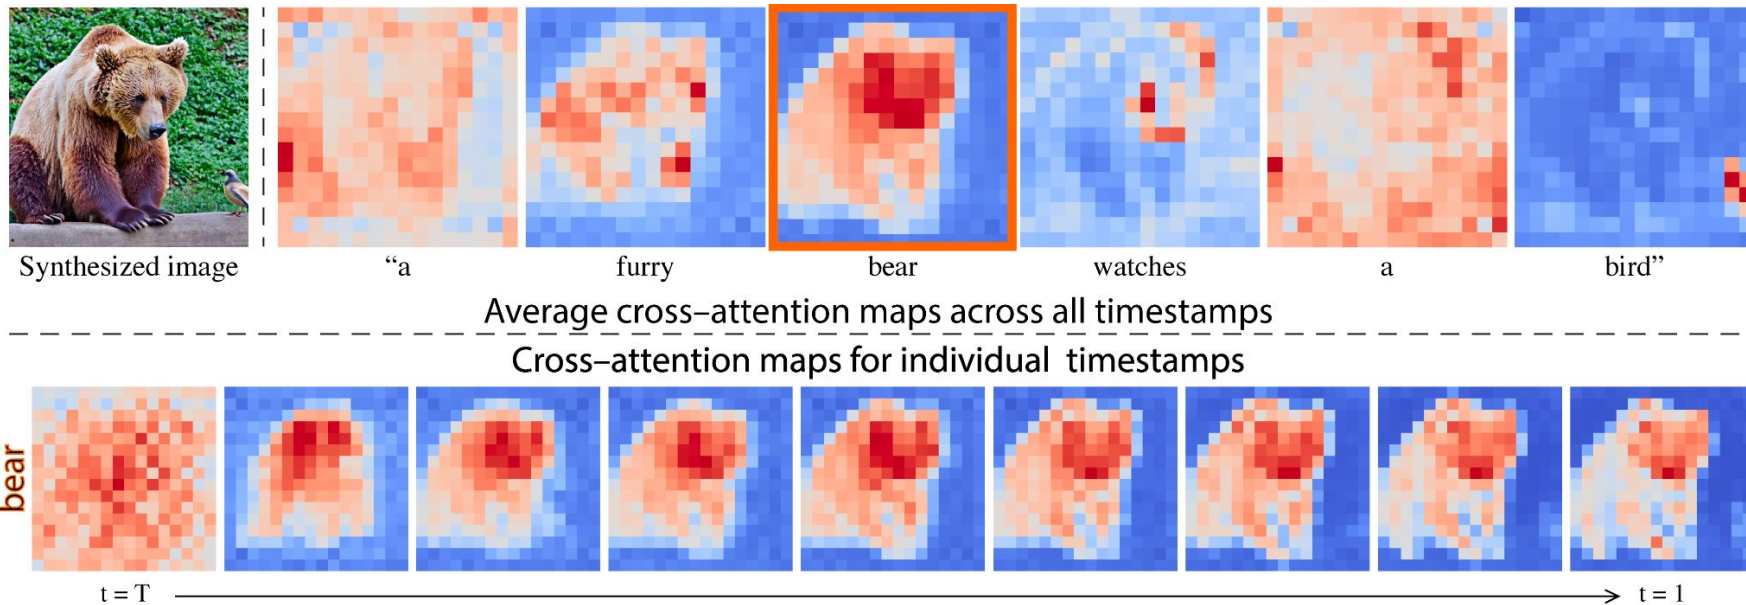 Synthesized image
“a
furry
bear
watches
a
bird”
Average cross–attention maps across all timestamps
Cross–attention maps for individual timestamps
bear
t = T
t = 1